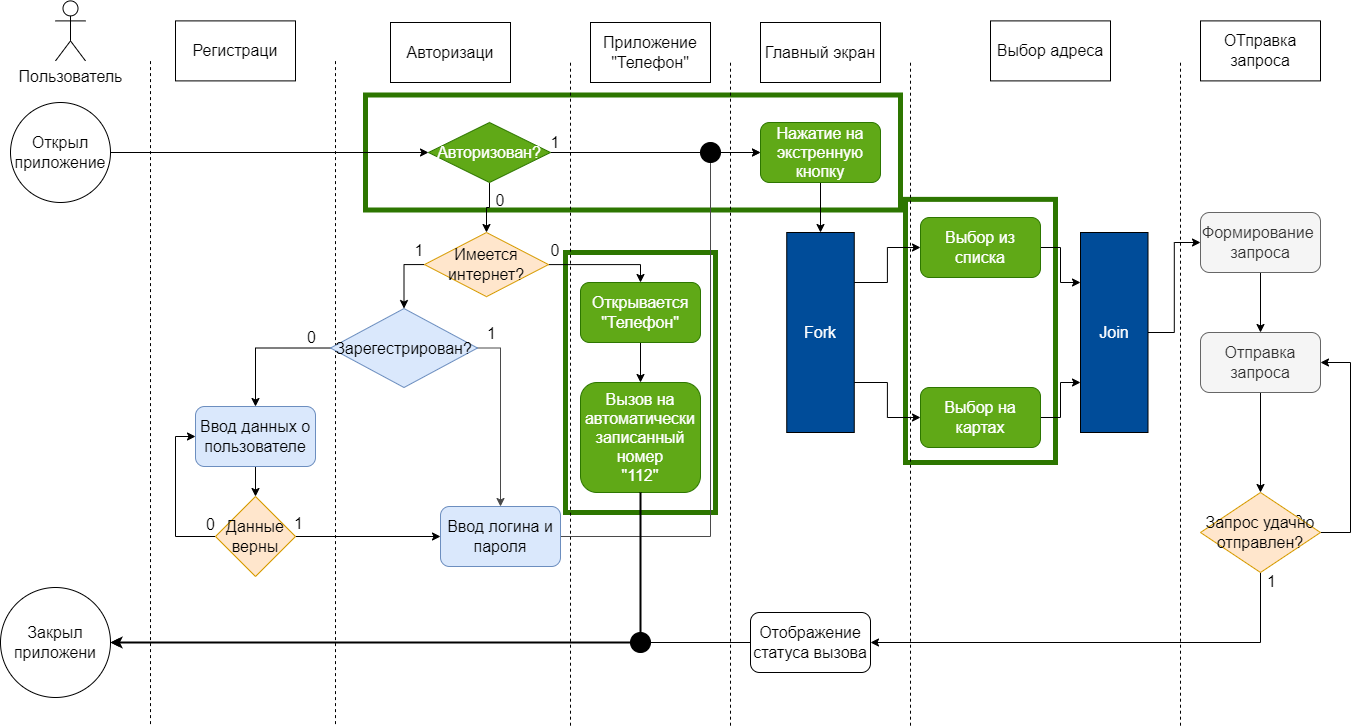 Пользователь
Регистраци
Авторизаци
Приложение
"Телефон"
Главный экран
Выбор адреса
ОТправка
запроса
Открыл
приложение
Авторизован?
1
0
Нажатие на
экстренную
кнопку
1
Имеется
интернет?
0
Открывается
"Телефон"
Вызов на
автоматически
записанный
номер
"112"
0
Зарегестрирован?
1
Ввод данных о
пользователе
0
Данные
верны
1
Ввод логина и
пароля
Fork
Выбор из
списка
Выбор на
картах
Join
Формирование
запроса
Отправка
запроса
Запрос удачно
отправлен?
1
Отображение
статуса вызова
Закрыл
приложени